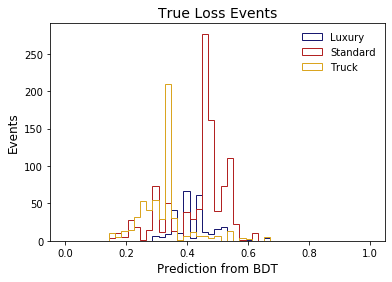 True Loss Events
Luxury
Standard
Truck
Events
250
200
150
100
50
0
0.0 0.2 0.4 0.6 0.8 1.0
Prediction from BDT